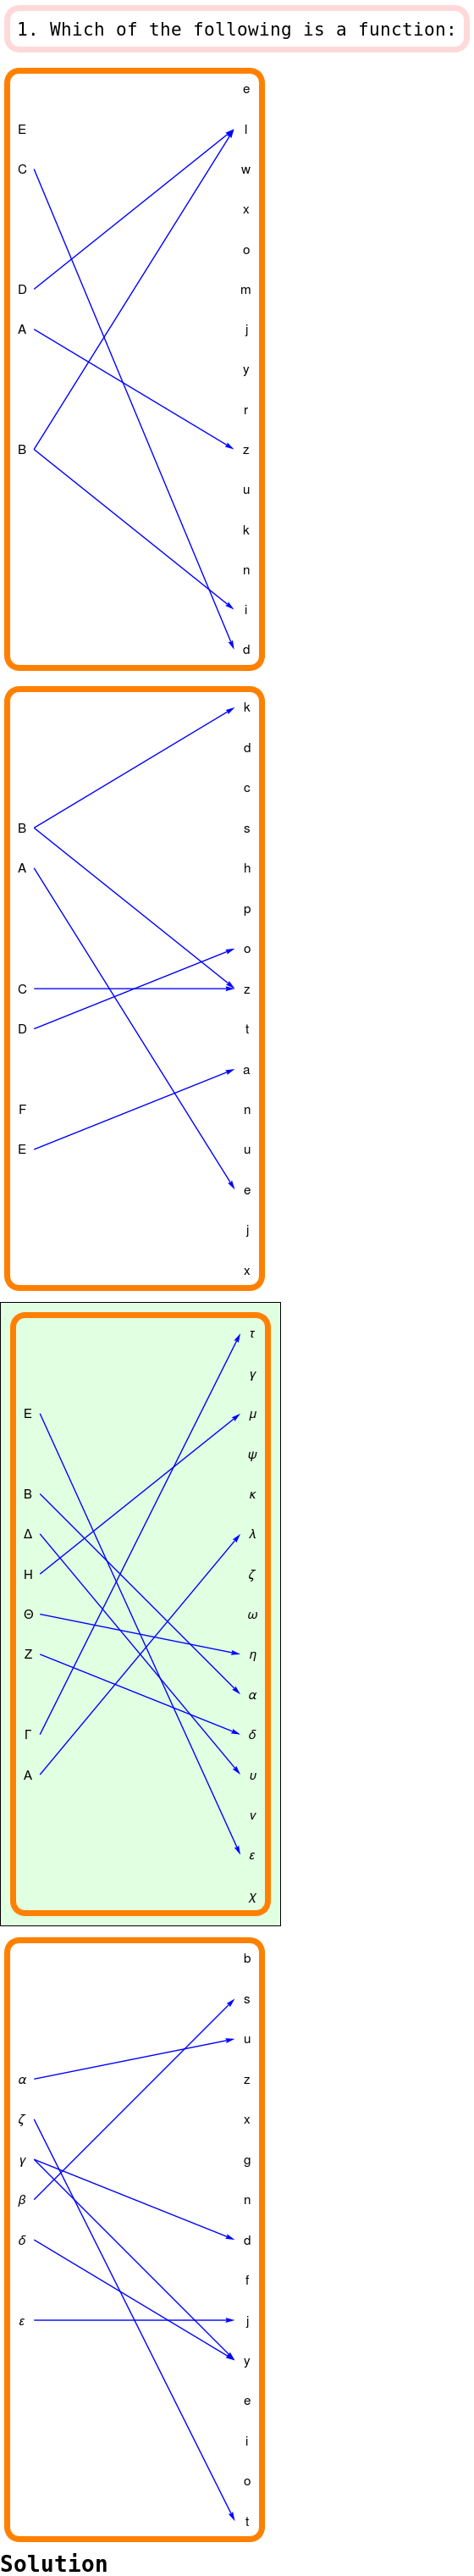 1. Which of the following is a function:
e
E l
C w
x
o
D m
A j
y
r
B z
u
k
n
i
d
k
d
c
B s
A h
p
o
C z
D t
a
F n
E u
e
j
x
τ
γ
E μ
ψ
B κ
Δ λ
H ζ
Θ ω
Z η
α
Γ δ
A υ
ν
ε
χ
b
s
u
α z
ζ x
γ g
β n
δ d
f
ε j
y
e
i
o
t
Solution